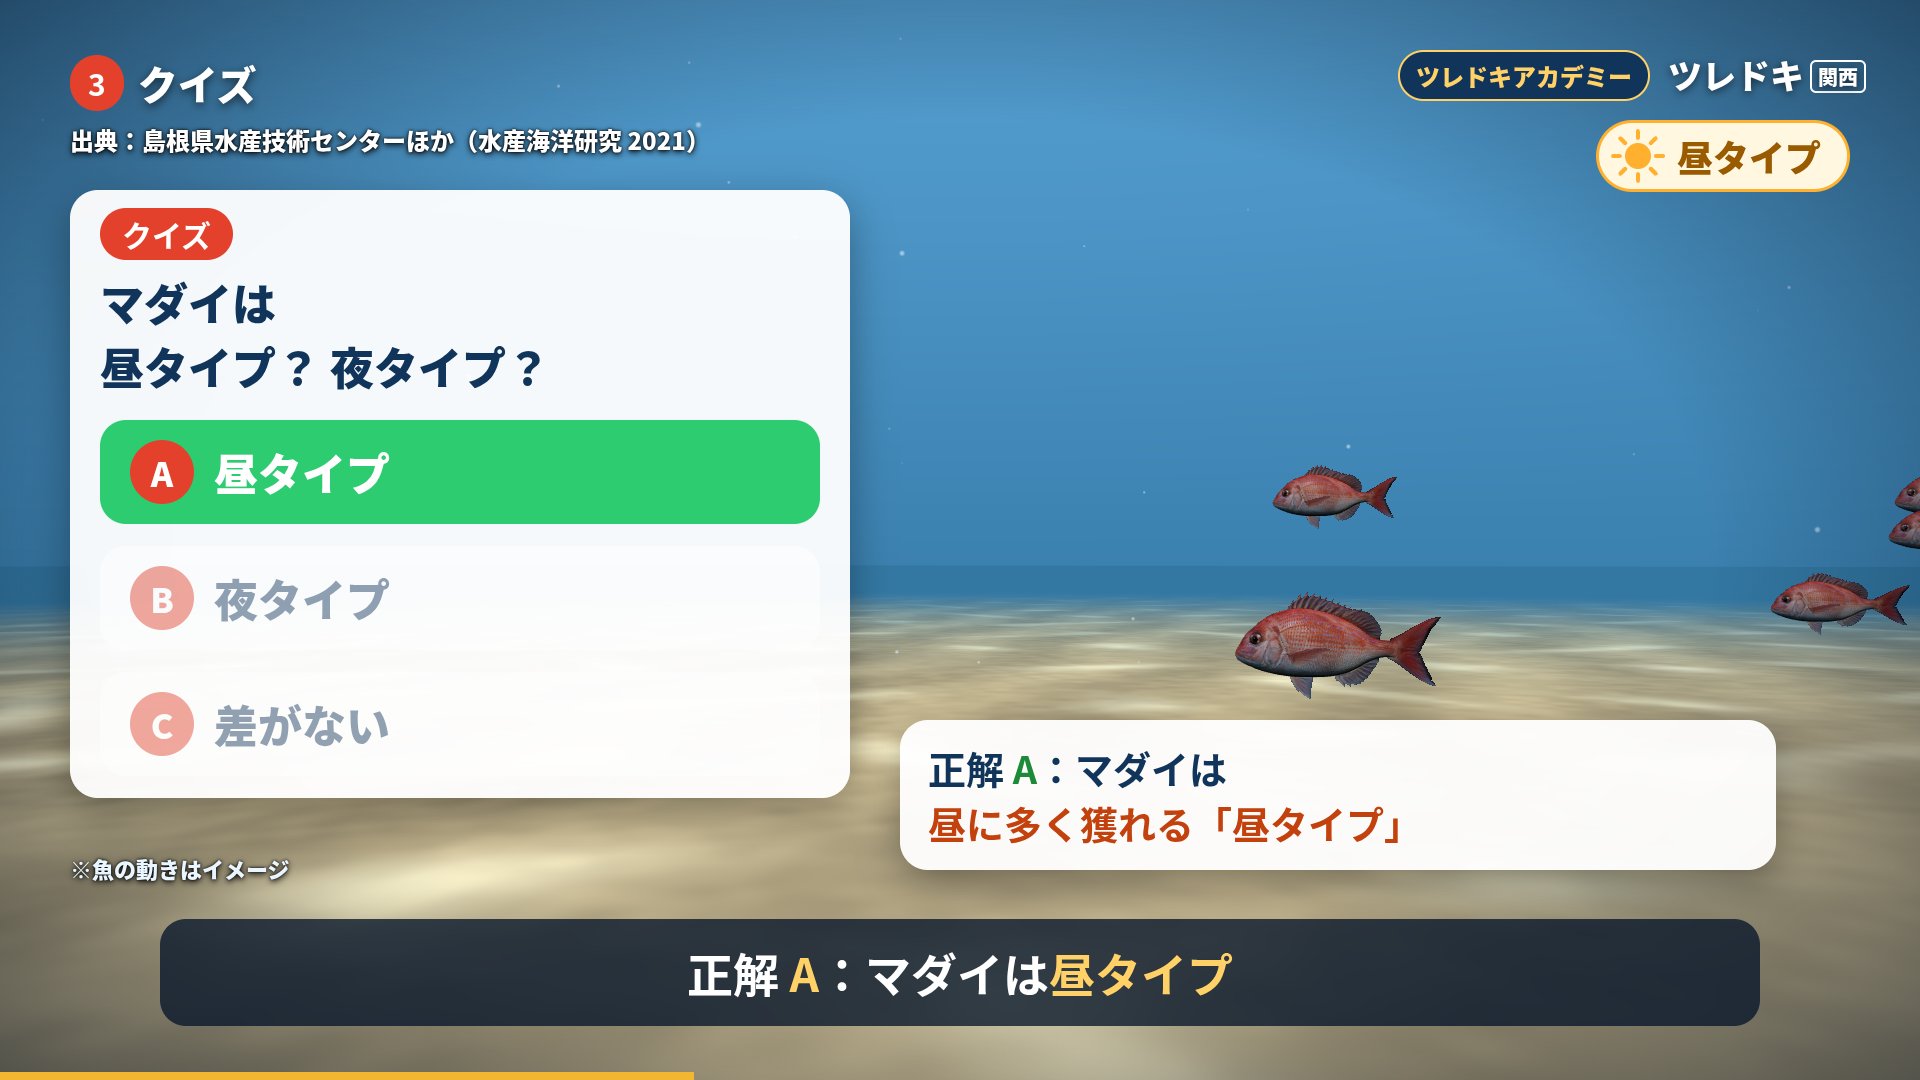 3 クイズ
出典：島根県水産技術センターほか（水産海洋研究 2021）
ツレドキアカデミー ツレドキ 関西
昼タイプ
クイズ
マダイは
昼タイプ？ 夜タイプ？
A 昼タイプ
B 夜タイプ
C 差がない
正解 A：マダイは
昼に多く獲れる「昼タイプ」
※魚の動きはイメージ
正解 A：マダイは昼タイプ